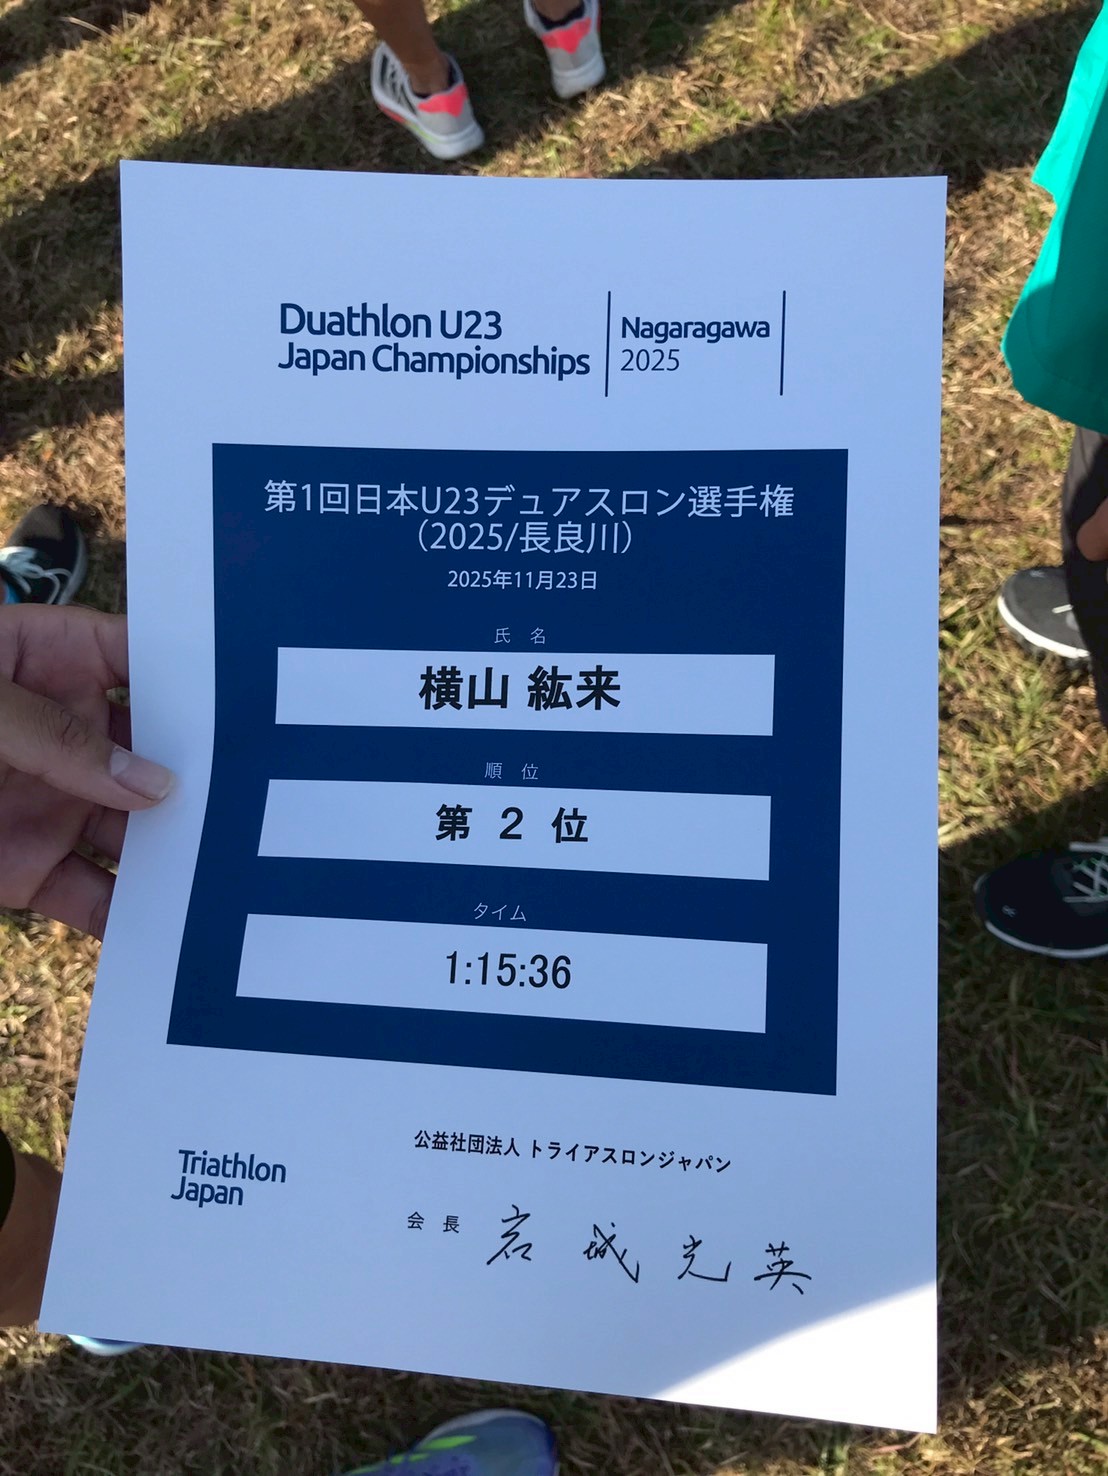 Duathlon U23
Japan Championships
Nagaragawa
2025
第1回日本U23デュアスロン選手権
（2025/長良川）
2025年11月23日
氏 名
横山 紘来
順 位
第 2 位
タイム
1:15:36
公益社団法人 トライアスロンジャパン
Triathlon
Japan
会 長 岩 城 光 英